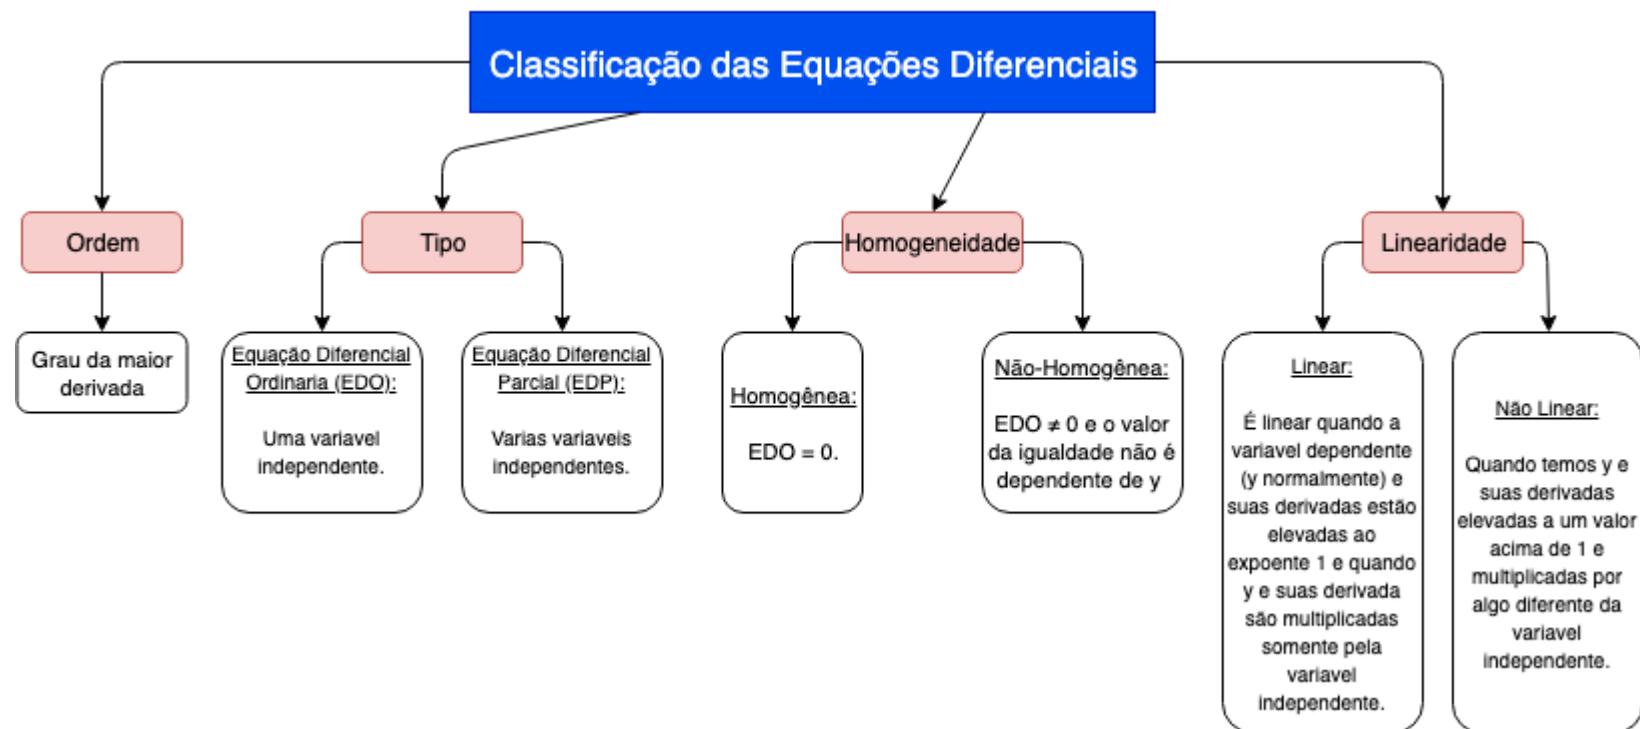 Classificação das Equações Diferenciais
Ordem
Tipo
Homogeneidade
Linearidade
Grau da maior
derivada
Equação Diferencial
Ordinaria (EDO):
Uma variavel
independente.
Equação Diferencial
Parcial (EDP):
Varias variaveis
independentes.
Homogênea:
EDO = 0.
Não-Homogênea:
EDO ≠ 0 e o valor
da igualdade não é
dependente de y
Linear:
É linear quando a
variavel dependente
(y normalmente) e
suas derivadas estão
elevadas ao
expoente 1 e quando
y e suas derivada
são multiplicadas
somente pela
variavel
independente.
Não Linear:
Quando temos y e
suas derivadas
elevadas a um valor
acima de 1 e
multiplicadas por
algo diferente da
variavel
independente.